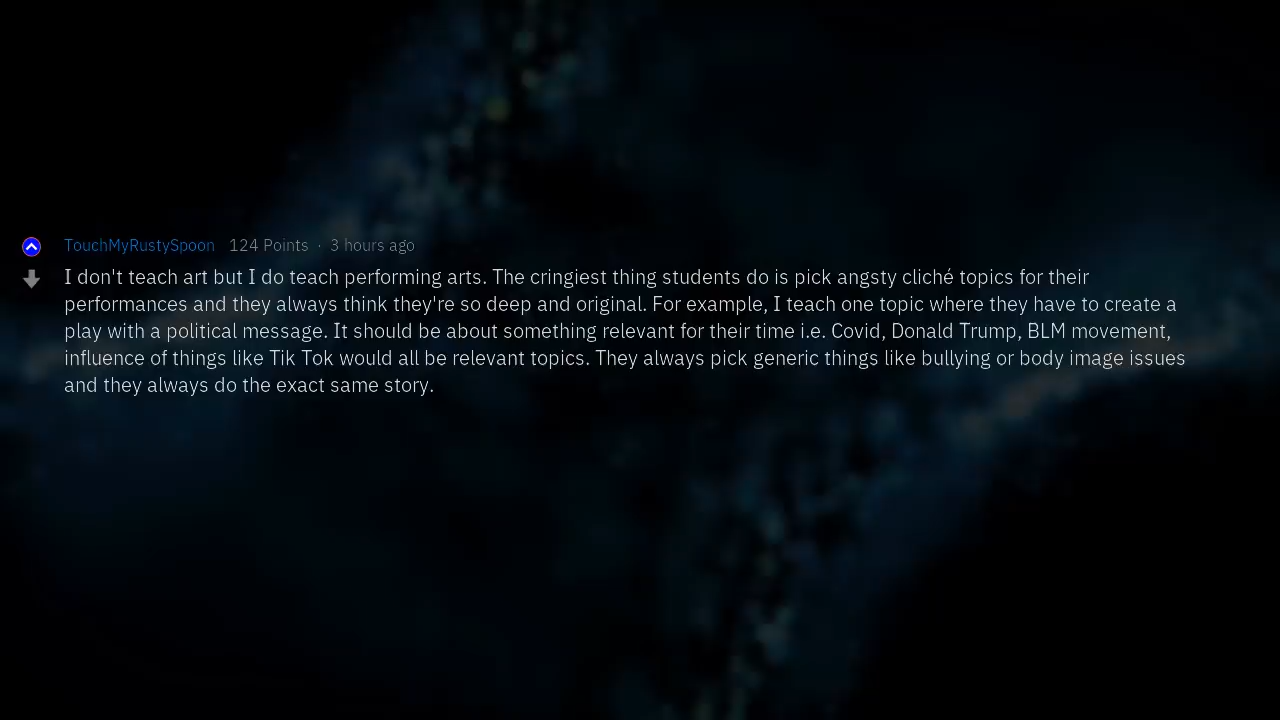 TouchMyRustySpoon 124 Points · 3 hours ago
I don't teach art but I do teach performing arts. The cringiest thing students do is pick angsty cliché topics for their
performances and they always think they're so deep and original. For example, I teach one topic where they have to create a
play with a political message. It should be about something relevant for their time i.e. Covid, Donald Trump, BLM movement,
influence of things like Tik Tok would all be relevant topics. They always pick generic things like bullying or body image issues
and they always do the exact same story.